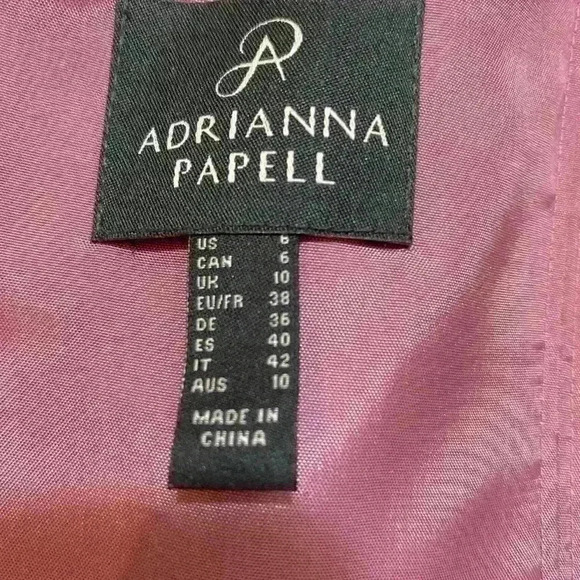 ADRIANNA
PAPELL
US 6
CAN 6
UK 10
EU/FR 38
DE 36
ES 40
IT 42
AUS 10
MADE IN
CHINA